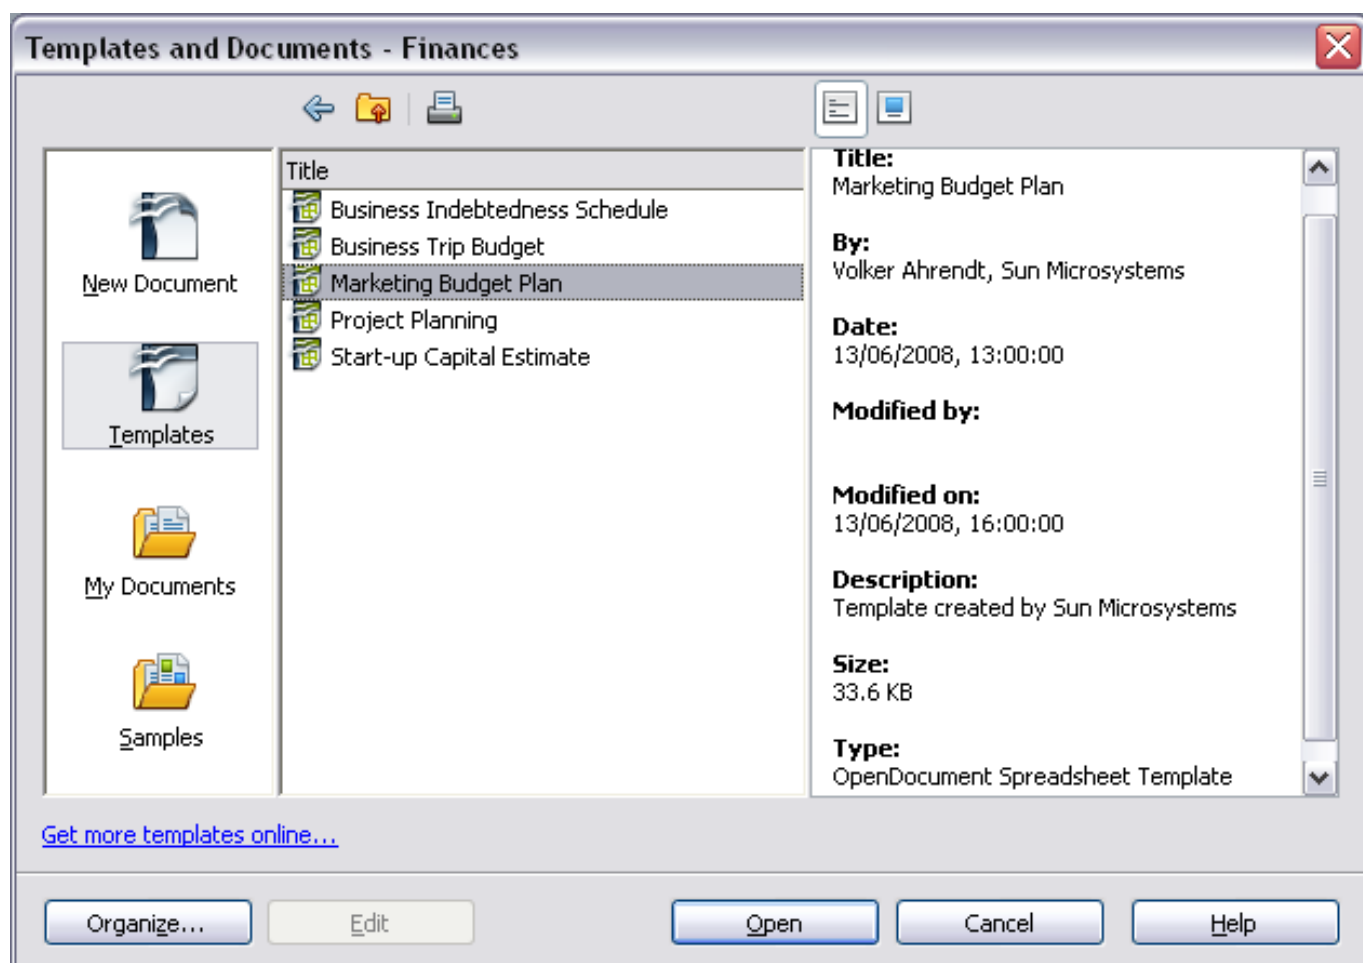 Templates and Documents - Finances
New Document
Templates
My Documents
Samples
Title
Business Indebtedness Schedule
Business Trip Budget
Marketing Budget Plan
Project Planning
Start-up Capital Estimate
Title:
Marketing Budget Plan
By:
Volker Ahrendt, Sun Microsystems
Date:
13/06/2008, 13:00:00
Modified by:
Modified on:
13/06/2008, 16:00:00
Description:
Template created by Sun Microsystems
Size:
33.6 KB
Type:
OpenDocument Spreadsheet Template
Get more templates online...
Organize...
Edit
Open
Cancel
Help